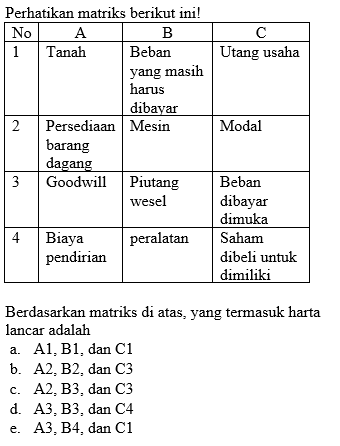 Perhatikan matriks berikut ini!
No A B C
1 Tanah Beban Utang usaha
yang masih
harus
dibayar
2 Persediaan Mesin Modal
barang
dagang
3 Goodwill Piutang Beban
wesel dibayar
dimuka
4 Biaya peralatan Saham
pendirian dibeli untuk
dimiliki
Berdasarkan matriks di atas, yang termasuk harta
lancar adalah
a. A1, B1, dan C1
b. A2, B2, dan C3
c. A2, B3, dan C3
d. A3, B3, dan C4
e. A3, B4, dan C1